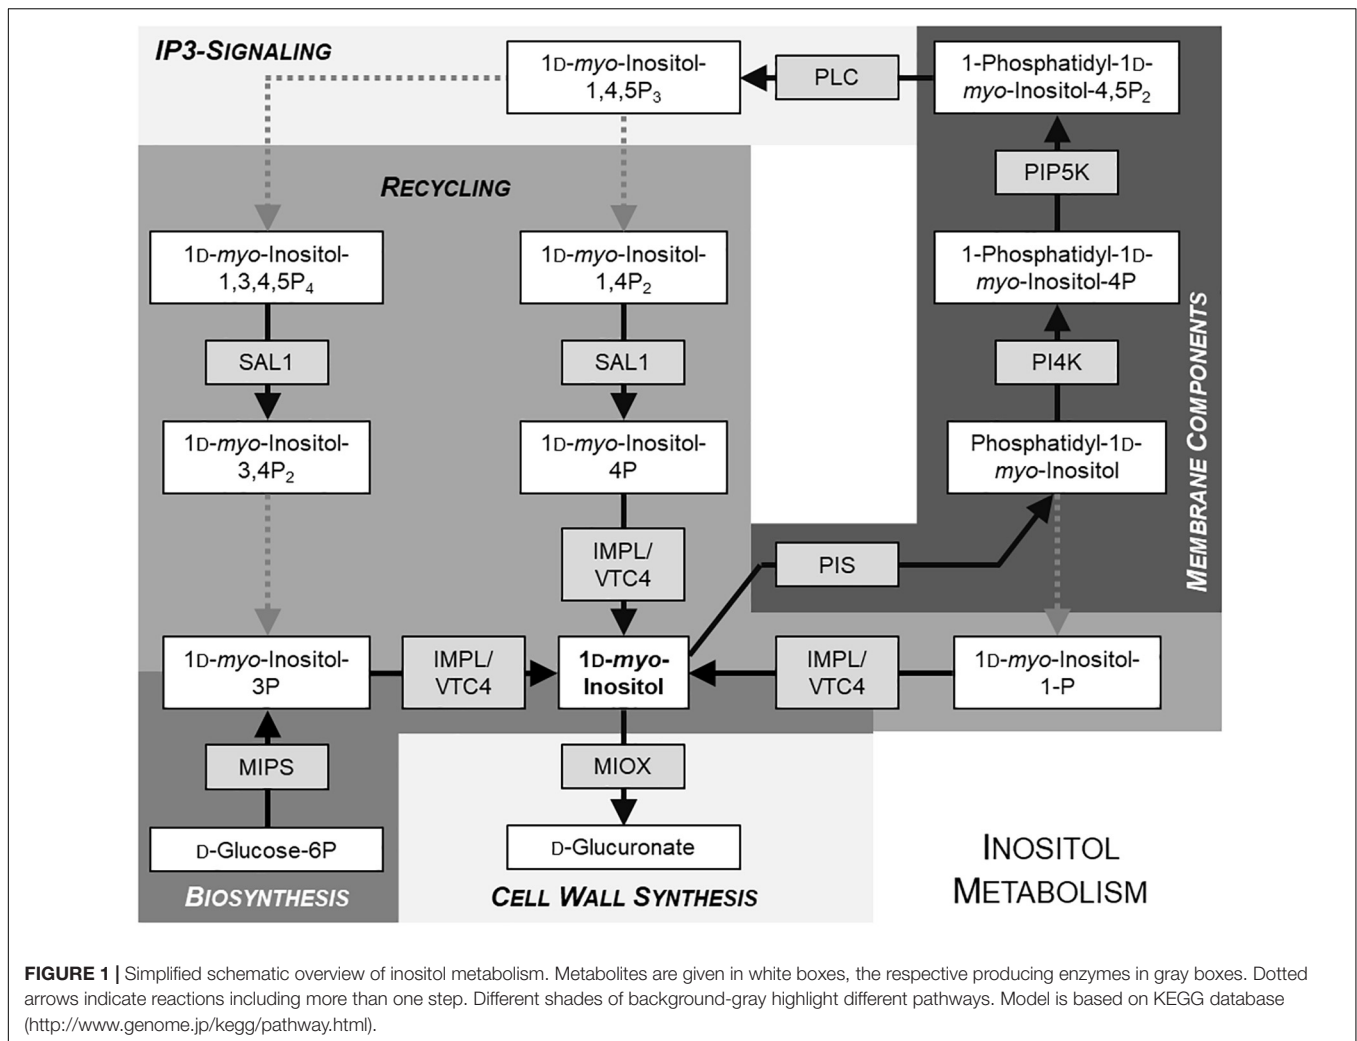 IP3-SIGNALING
1D-myo-Inositol-
1,4,5P3
PLC
1-Phosphatidyl-1D-
myo-Inositol-4,5P2
RECYCLING
PIP5K
1D-myo-Inositol-
1,3,4,5P4
1D-myo-Inositol-
1,4P2
1-Phosphatidyl-1D-
myo-Inositol-4P
SAL1
SAL1
PI4K
MEMBRANE COMPONENTS
1D-myo-Inositol-
3,4P2
1D-myo-Inositol-
4P
Phosphatidyl-1D-
myo-Inositol
IMPL/
VTC4
PIS
1D-myo-Inositol-
3P
IMPL/
VTC4
1D-myo-
Inositol
IMPL/
VTC4
1D-myo-Inositol-
1-P
MIPS
MIOX
D-Glucose-6P
D-Glucuronate
BIOSYNTHESIS
CELL WALL SYNTHESIS
INOSITOL
METABOLISM
FIGURE 1 | Simplified schematic overview of inositol metabolism. Metabolites are given in white boxes, the respective producing enzymes in gray boxes. Dotted
arrows indicate reactions including more than one step. Different shades of background-gray highlight different pathways. Model is based on KEGG database
(http://www.genome.jp/kegg/pathway.html).